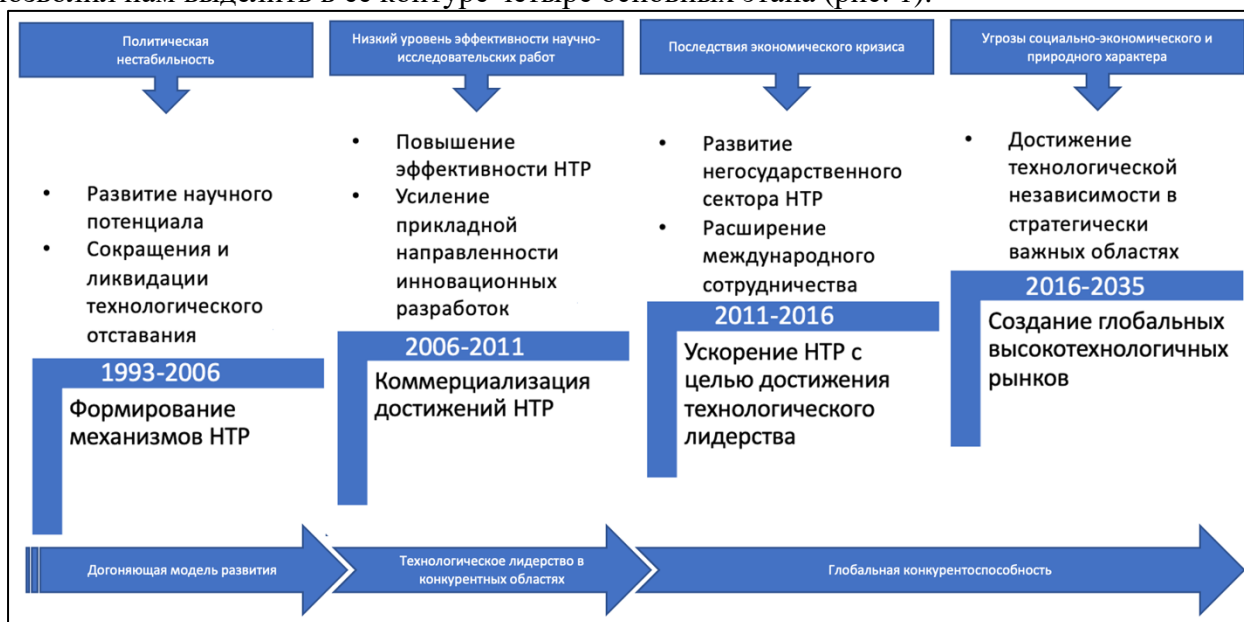 позволил нам выделить в ее контуре четыре основных этапа (рис. 1).
Политическая
нестабильность
Низкий уровень эффективности научно-
исследовательских работ
Последствия экономического кризиса
Угрозы социально-экономического и
природного характера
• Развитие научного
потенциала
• Сокращения и
ликвидации
технологического
отставания
1993-2006
Формирование
механизмов НТР
• Повышение
эффективности НТР
• Усиление
прикладной
направленности
инновационных
разработок
2006-2011
Коммерциализация
достижений НТР
• Развитие
негосударственного
сектора НТР
• Расширение
международного
сотрудничества
2011-2016
Ускорение НТР с
целью достижения
технологического
лидерства
• Достижение
технологической
независимости в
стратегически
важных областях
2016-2035
Создание глобальных
высокотехнологичных
рынков
Догоняющая модель развития
Технологическое лидерство в
конкурентных областях
Глобальная конкурентоспособность